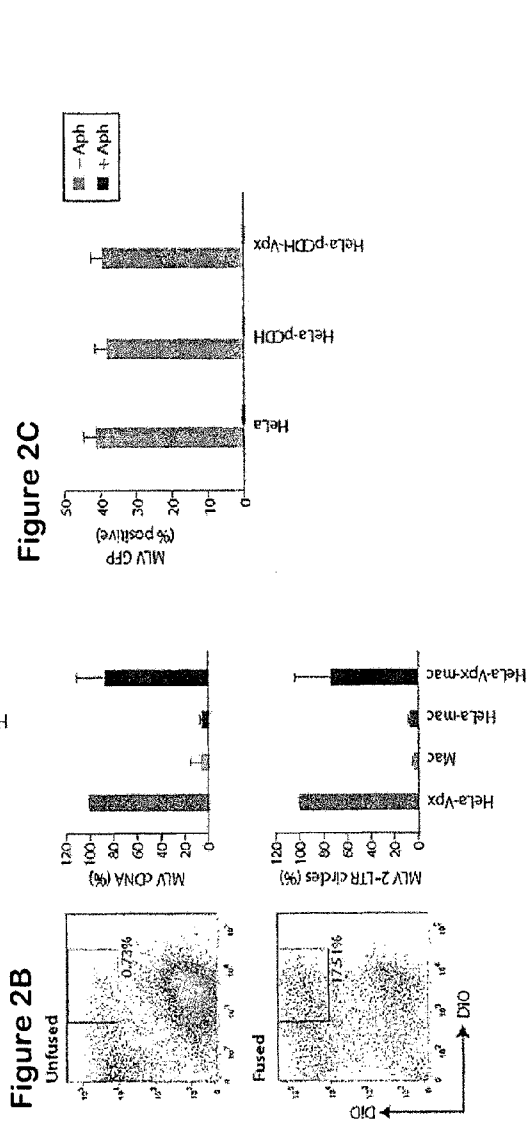 Figure 2B
Unfused
0.73%
Fused
17.51%
DiO
DiO
MLV cDNA (%)
120
100
80
60
40
20
0
MLV 2-LTR circles (%)
120
100
80
60
40
20
0
HeLa-Vpx
Mac
HeLa-mac
HeLa-Vpx-mac
Figure 2C
MLV GFP
(% positive)
50
40
30
20
10
0
HeLa
HeLa-pCDH
HeLa-pCDH-Vpx
− Aph
+ Aph